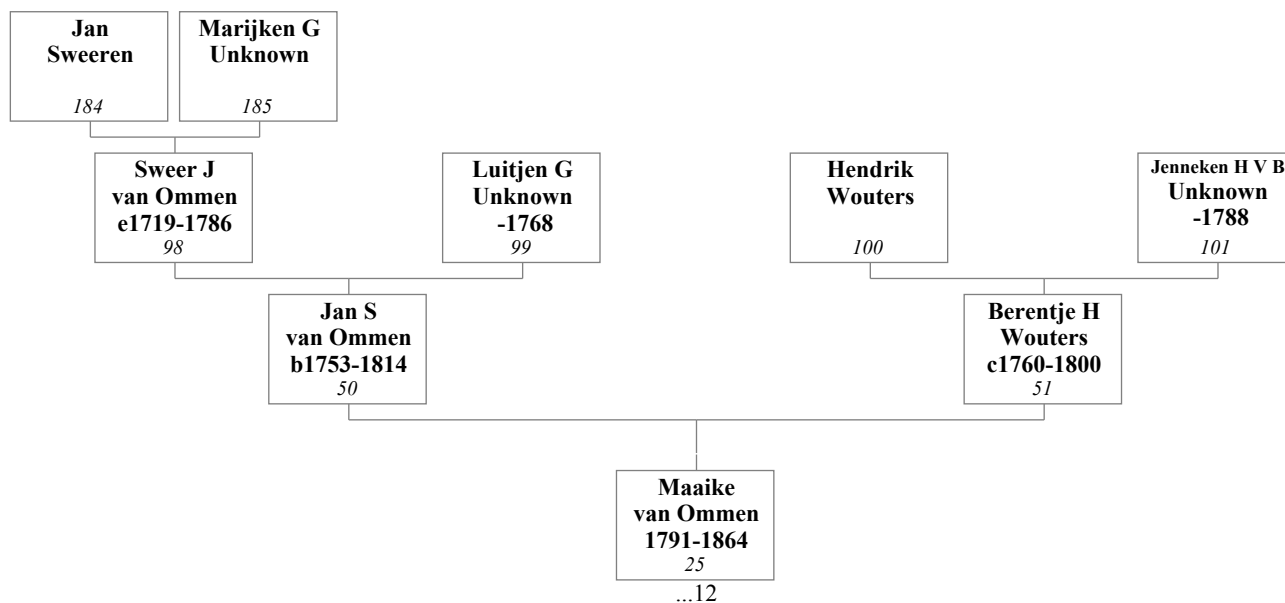 Jan
Sweeren
184
Marijken G
Unknown
185
Sweer J
van Ommen
e1719-1786
98
Luitjen G
Unknown
-1768
99
Hendrik
Wouters
100
Jenneken H V B
Unknown
-1788
101
Jan S
van Ommen
b1753-1814
50
Berentje H
Wouters
c1760-1800
51
Maaike
van Ommen
1791-1864
25
...12